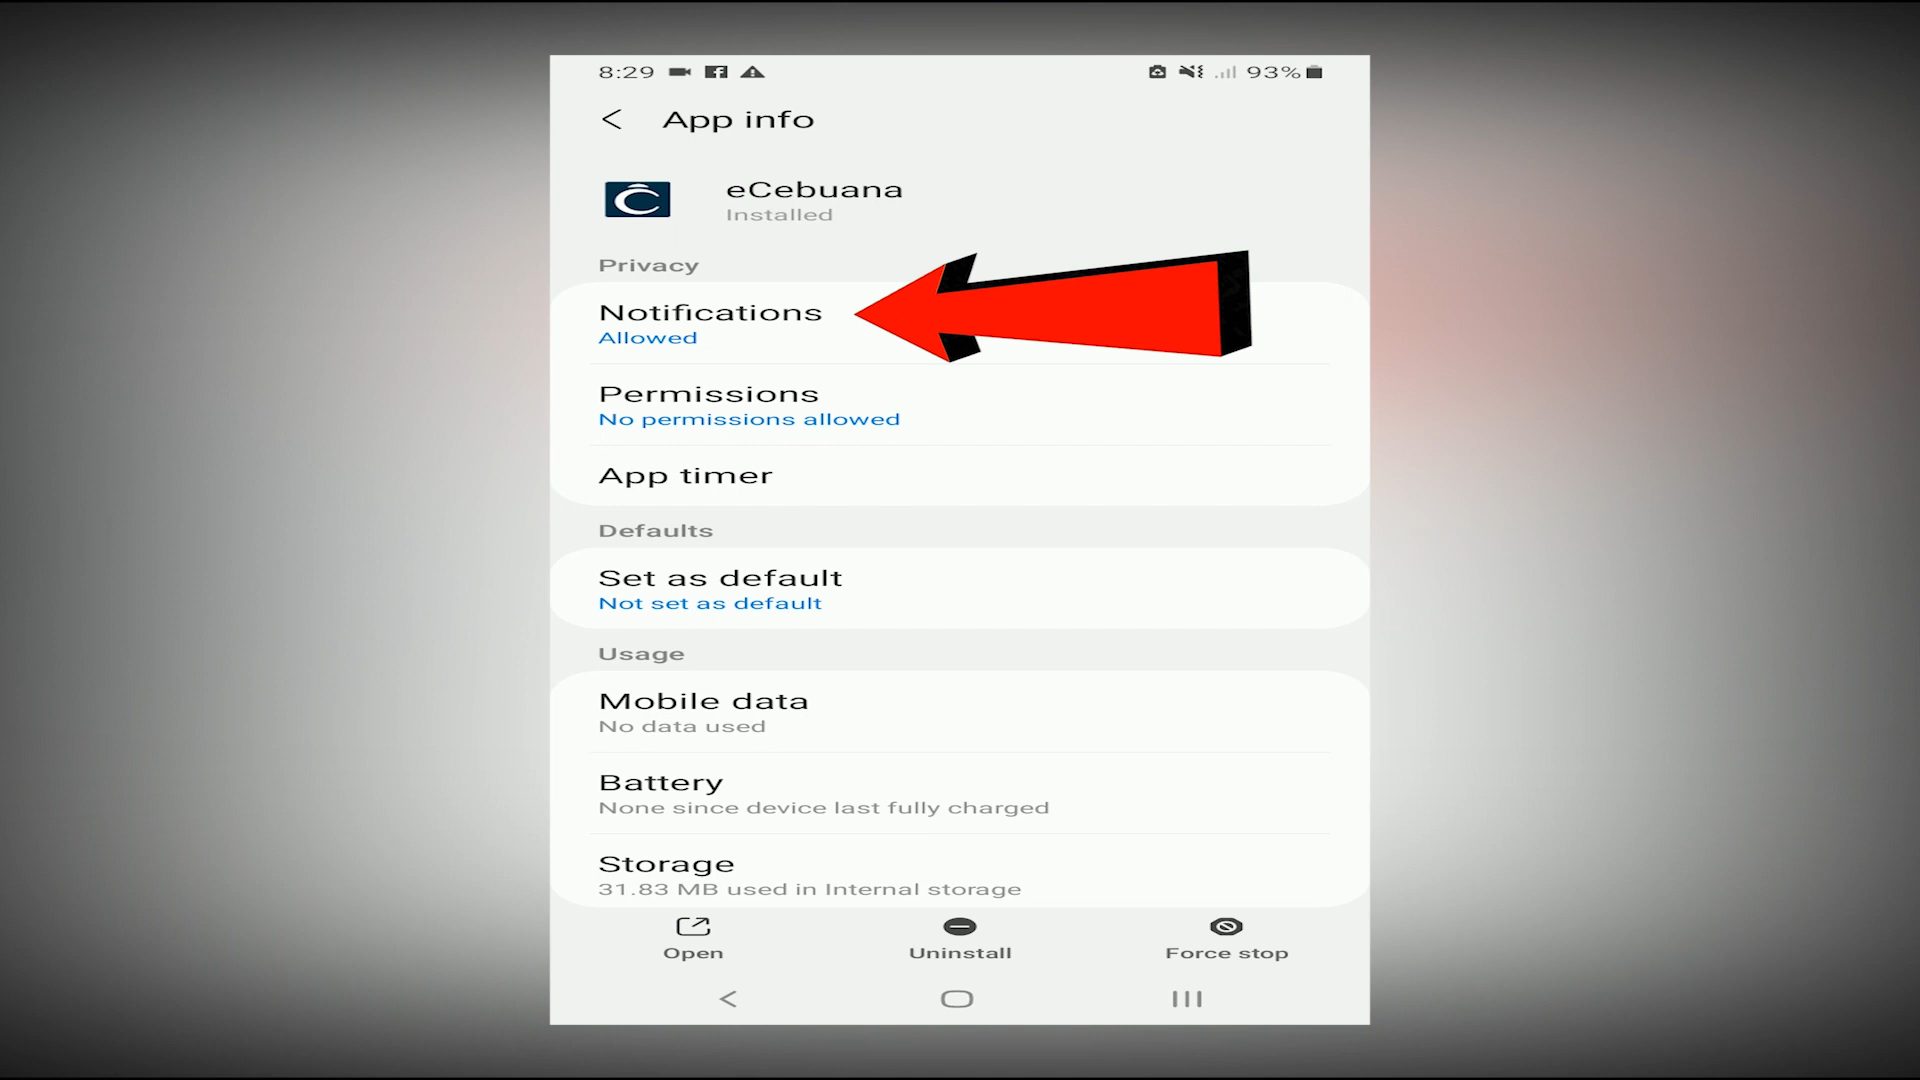 8:29
93%
App info
eCebuana
Installed
Privacy
Notifications
Allowed
Permissions
No permissions allowed
App timer
Defaults
Set as default
Not set as default
Usage
Mobile data
No data used
Battery
None since device last fully charged
Storage
31.83 MB used in Internal storage
Open
Uninstall
Force stop